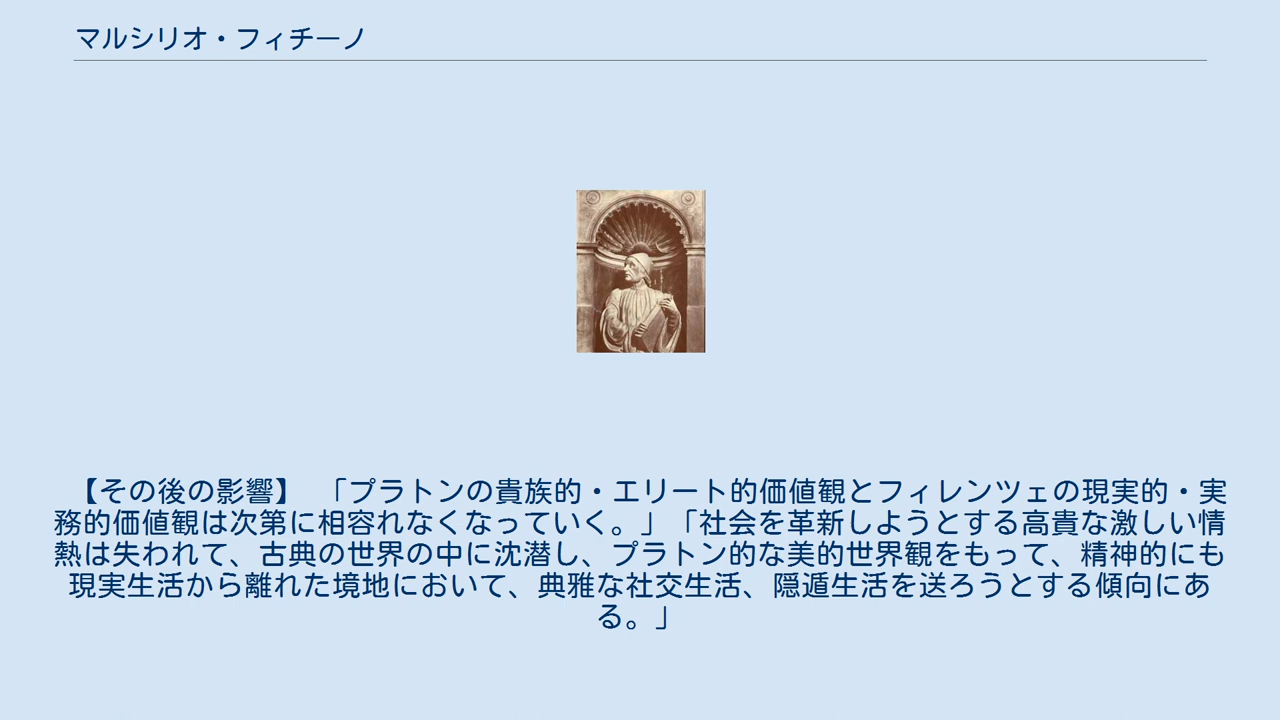 マルシリオ・フィチーノ
【その後の影響】 「プラトンの貴族的・エリート的価値観とフィレンツェの現実的・実
務的価値観は次第に相容れなくなっていく。」「社会を革新しようとする高貴な激しい情
熱は失われて、古典の世界の中に沈潜し、プラトン的な美的世界観をもって、精神的にも
現実生活から離れた境地において、典雅な社交生活、隠遁生活を送ろうとする傾向にあ
る。」